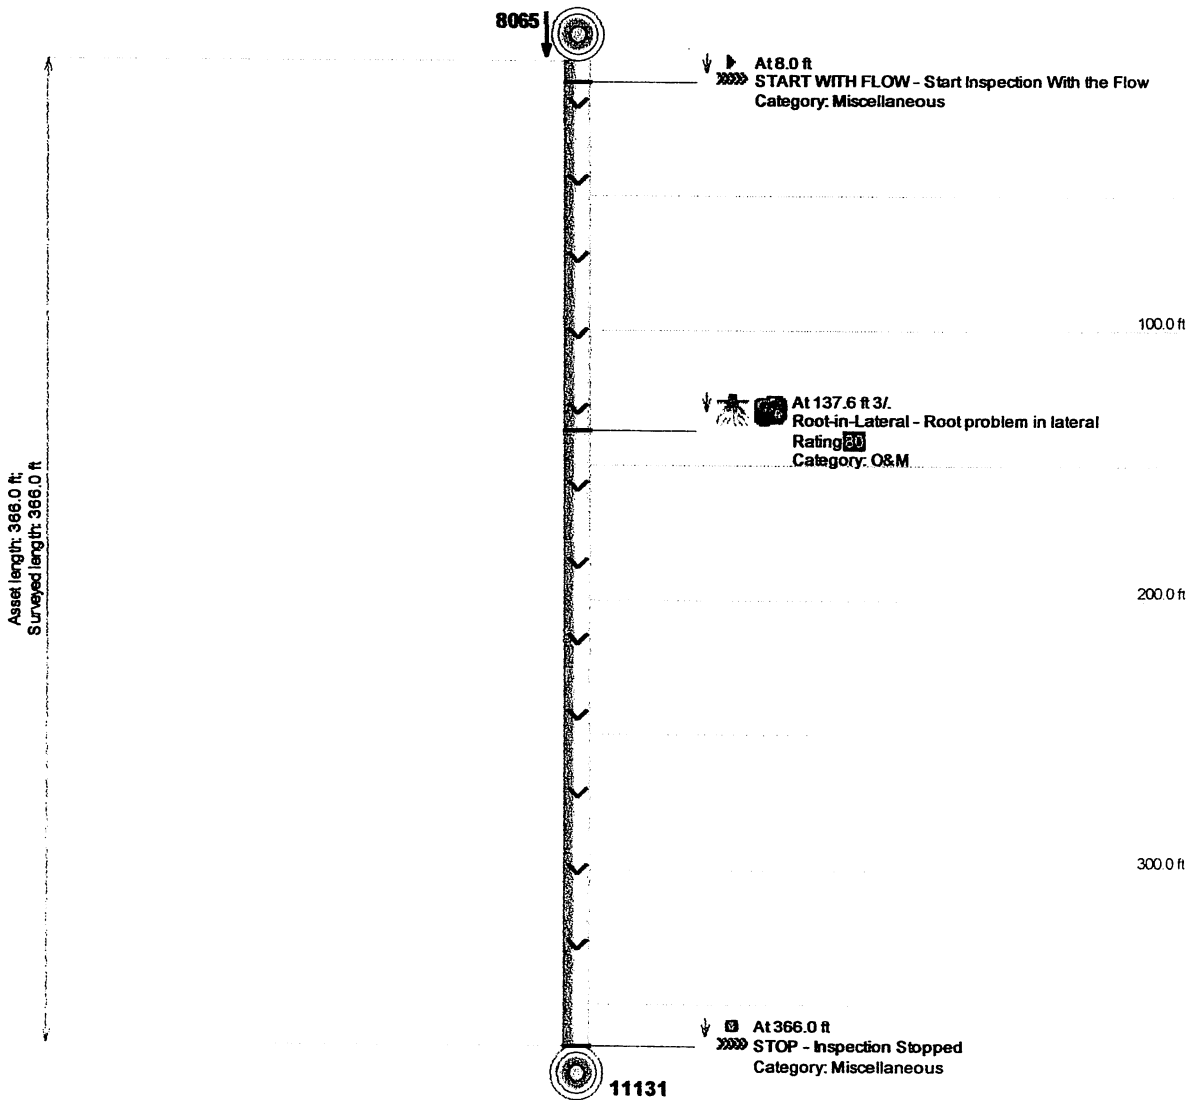 8065
At 8.0 ft
START WITH FLOW - Start Inspection With the Flow
Category: Miscellaneous
100.0 ft
At 137.6 ft 3/.
Root-in-Lateral - Root problem in lateral
Rating 80
Category: O&M
Asset length: 366.0 ft;
Surveyed length: 366.0 ft
200.0 ft
300.0 ft
At 366.0 ft
STOP - Inspection Stopped
Category: Miscellaneous
11131